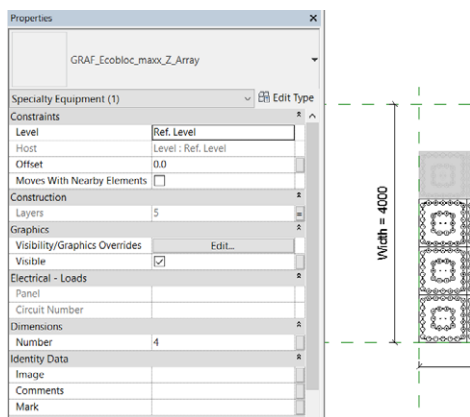 Properties ×
GRAF_Ecobloc_maxx_Z_Array
Specialty Equipment (1) Edit Type
Constraints
Level Ref. Level
Host Level : Ref. Level
Offset 0.0
Moves With Nearby Elements
Construction
Layers 5 =
Graphics
Visibility/Graphics Overrides Edit...
Visible
Electrical - Loads
Panel
Circuit Number
Dimensions
Number 4
Identity Data
Image
Comments
Mark
Width = 4000